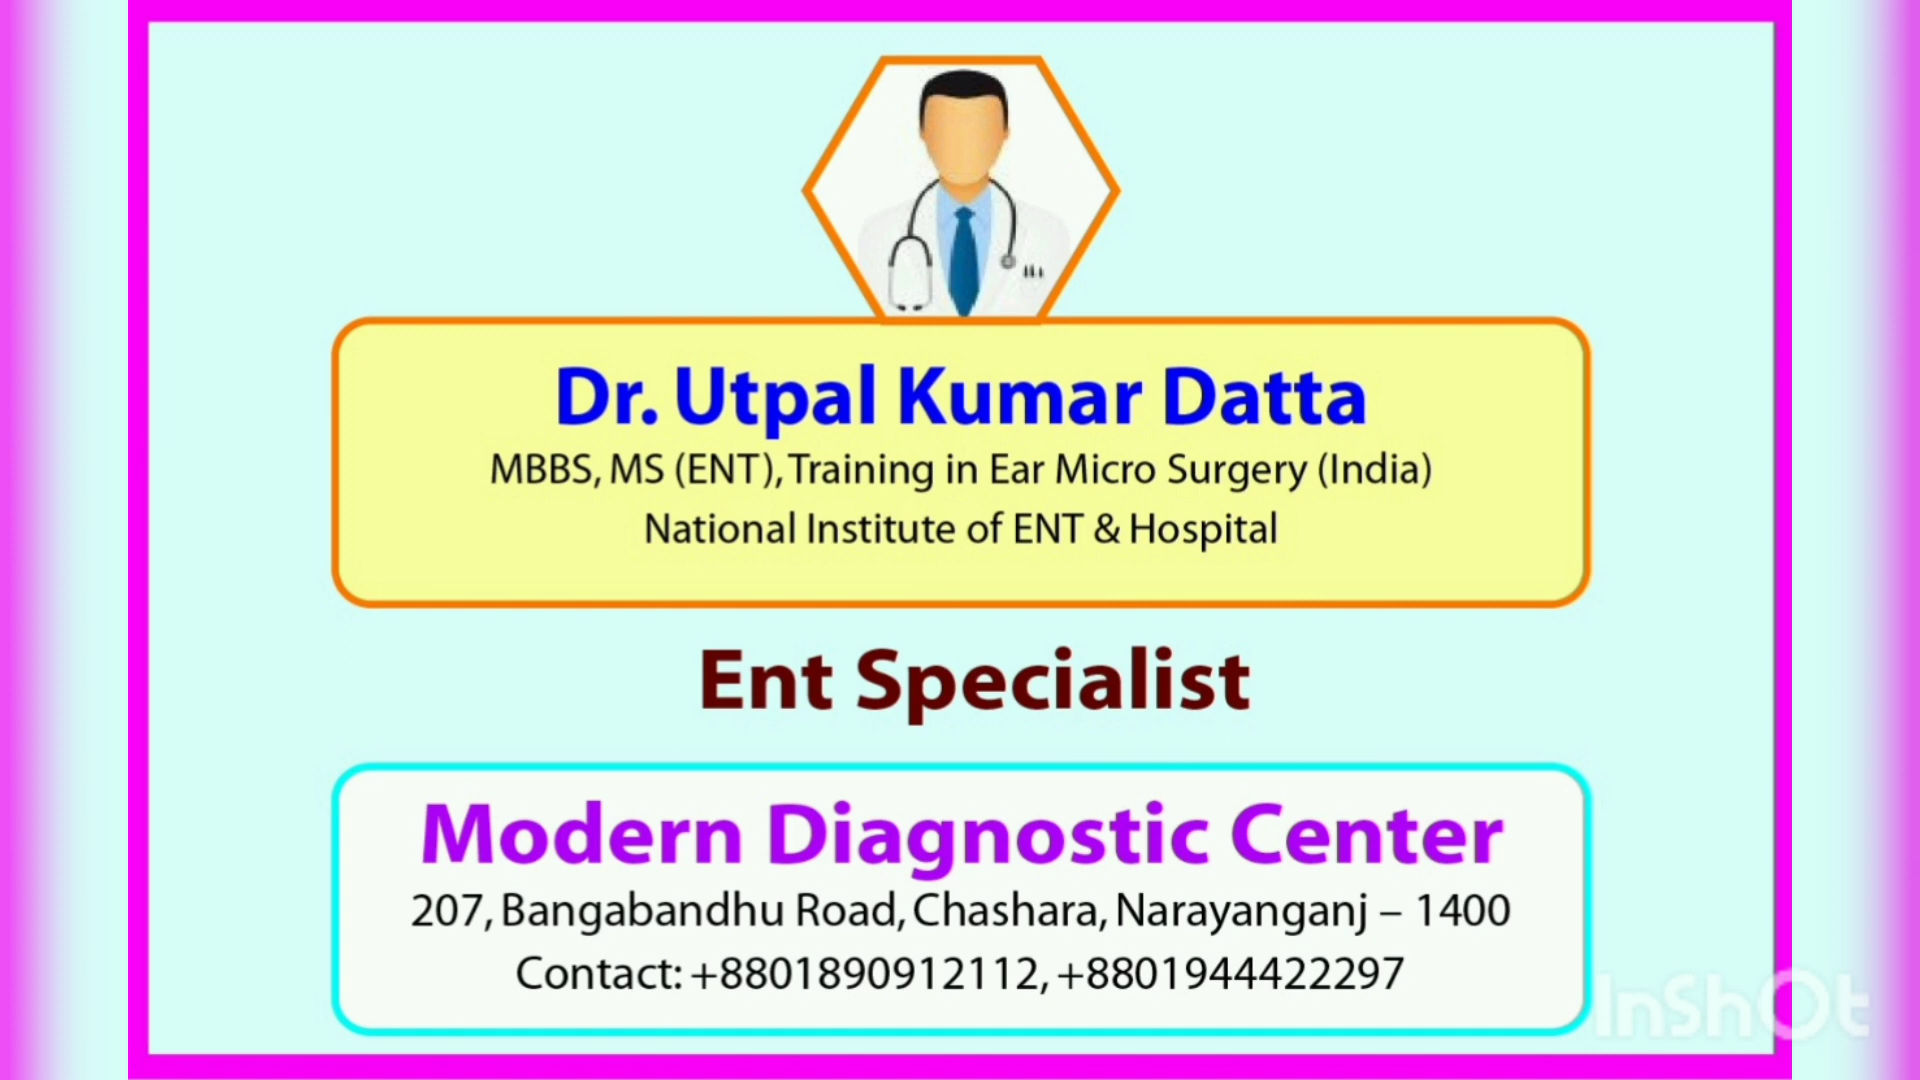 Dr. Utpal Kumar Datta
MBBS, MS (ENT), Training in Ear Micro Surgery (India)
National Institute of ENT & Hospital
Ent Specialist
Modern Diagnostic Center
207, Bangabandhu Road, Chashara, Narayanganj – 1400
Contact: +8801890912112, +8801944422297
InShOt